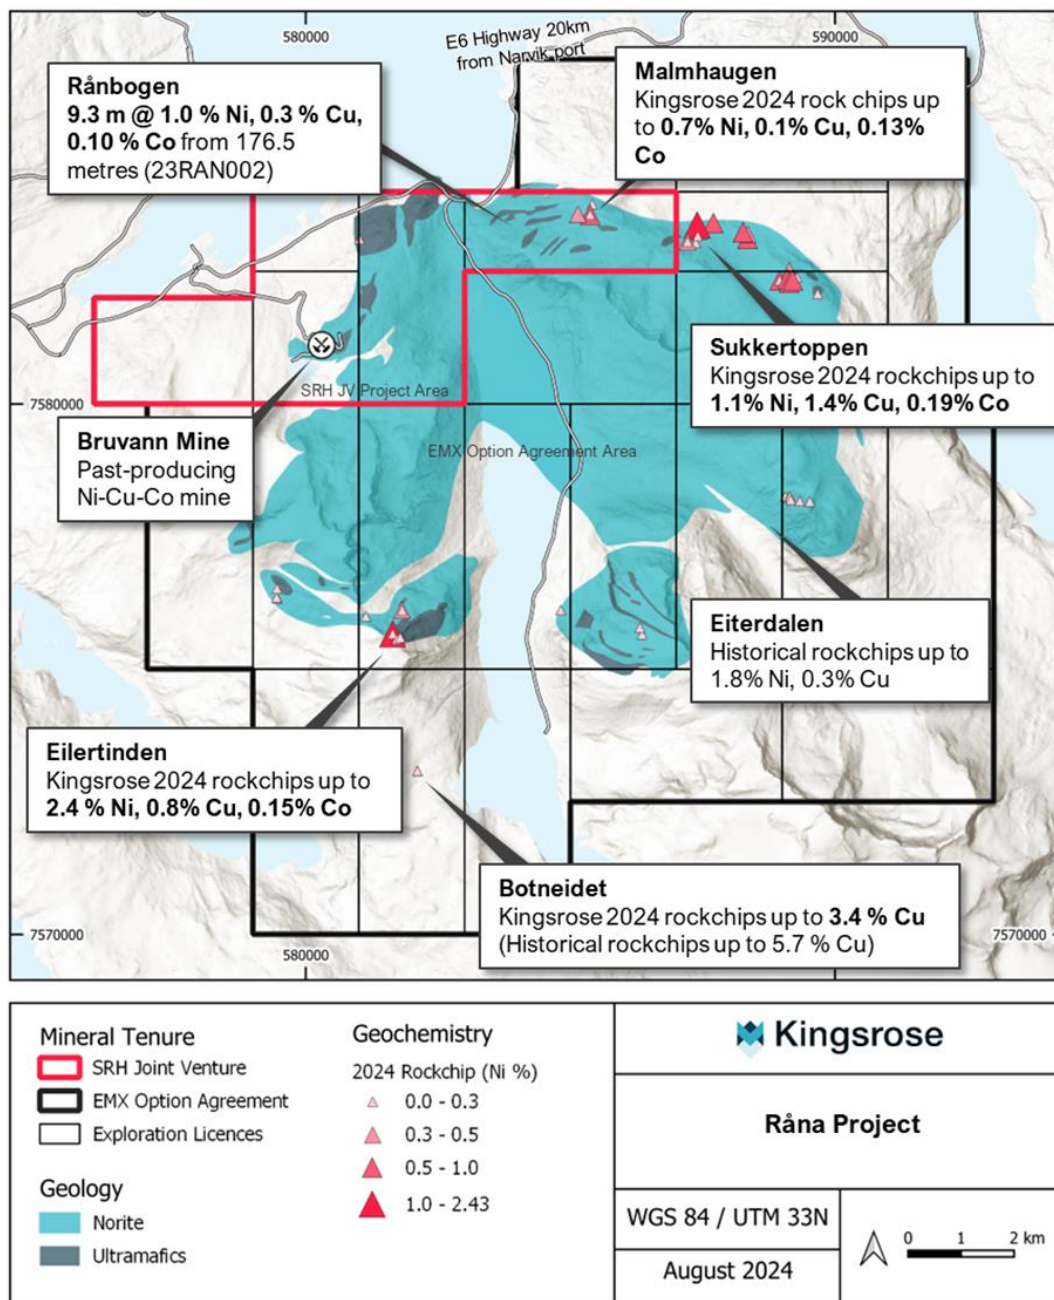 580000
E6 Highway 20km
from Narvik port
590000
Rånbogen
9.3 m @ 1.0 % Ni, 0.3 % Cu,
0.10 % Co from 176.5
metres (23RAN002)
Malmhaugen
Kingsrose 2024 rock chips up
to 0.7% Ni, 0.1% Cu, 0.13%
Co
Sukkertoppen
Kingsrose 2024 rockchips up to
1.1% Ni, 1.4% Cu, 0.19% Co
SRH JV Project Area
7580000
Bruvann Mine
Past-producing
Ni-Cu-Co mine
EMX Option Agreement Area
Eiterdalen
Historical rockchips up to
1.8% Ni, 0.3% Cu
Eilertinden
Kingsrose 2024 rockchips up to
2.4 % Ni, 0.8% Cu, 0.15% Co
Botneidet
Kingsrose 2024 rockchips up to 3.4 % Cu
(Historical rockchips up to 5.7 % Cu)
7570000
580000
7570000
Mineral Tenure
SRH Joint Venture
EMX Option Agreement
Exploration Licences
Geology
Norite
Ultramafics
Geochemistry
2024 Rockchip (Ni %)
0.0 - 0.3
0.3 - 0.5
0.5 - 1.0
1.0 - 2.43
Kingsrose
Råna Project
WGS 84 / UTM 33N
August 2024
0 1 2 km